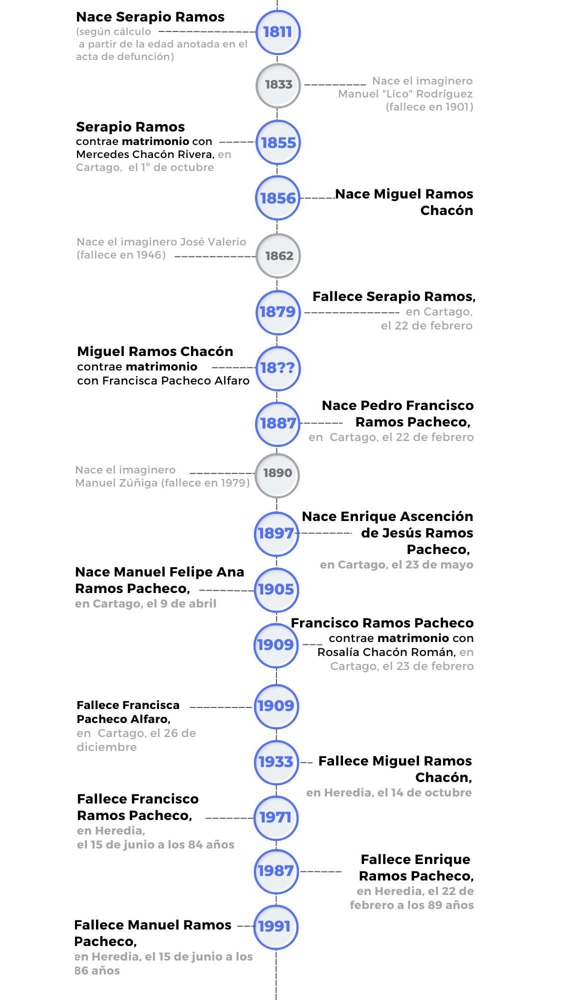 Nace Serapio Ramos
(según cálculo
a partir de la edad anotada en el
acta de defunción)
1811
1833
Nace el imaginero
Manuel "Lico" Rodríguez
(fallece en 1901)
Serapio Ramos
contrae matrimonio con
Mercedes Chacón Rivera, en
Cartago, el 1° de octubre
1855
1856
Nace Miguel Ramos
Chacón
Nace el imaginero José Valerio
(fallece en 1946)
1862
1879
Fallece Serapio Ramos,
en Cartago,
el 22 de febrero
Miguel Ramos Chacón
contrae matrimonio
con Francisca Pacheco Alfaro
18??
1887
Nace Pedro Francisco
Ramos Pacheco,
en Cartago, el 22 de febrero
Nace el imaginero
Manuel Zúñiga (fallece en 1979)
1890
1897
Nace Enrique Ascención
de Jesús Ramos
Pacheco,
en Cartago, el 23 de mayo
Nace Manuel Felipe Ana
Ramos Pacheco,
en Cartago, el 9 de abril
1905
1909
Francisco Ramos Pacheco
contrae matrimonio con
Rosalía Chacón Román, en
Cartago, el 23 de febrero
Fallece Francisca
Pacheco Alfaro,
en Cartago, el 26 de
diciembre
1909
1933
Fallece Miguel Ramos
Chacón,
en Heredia, el 14 de octubre
Fallece Francisco
Ramos Pacheco,
en Heredia,
el 15 de junio a los 84 años
1971
1987
Fallece Enrique
Ramos Pacheco,
en Heredia, el 22 de
febrero a los 89 años
Fallece Manuel Ramos
Pacheco,
en Heredia, el 15 de junio a los
86 años
1991